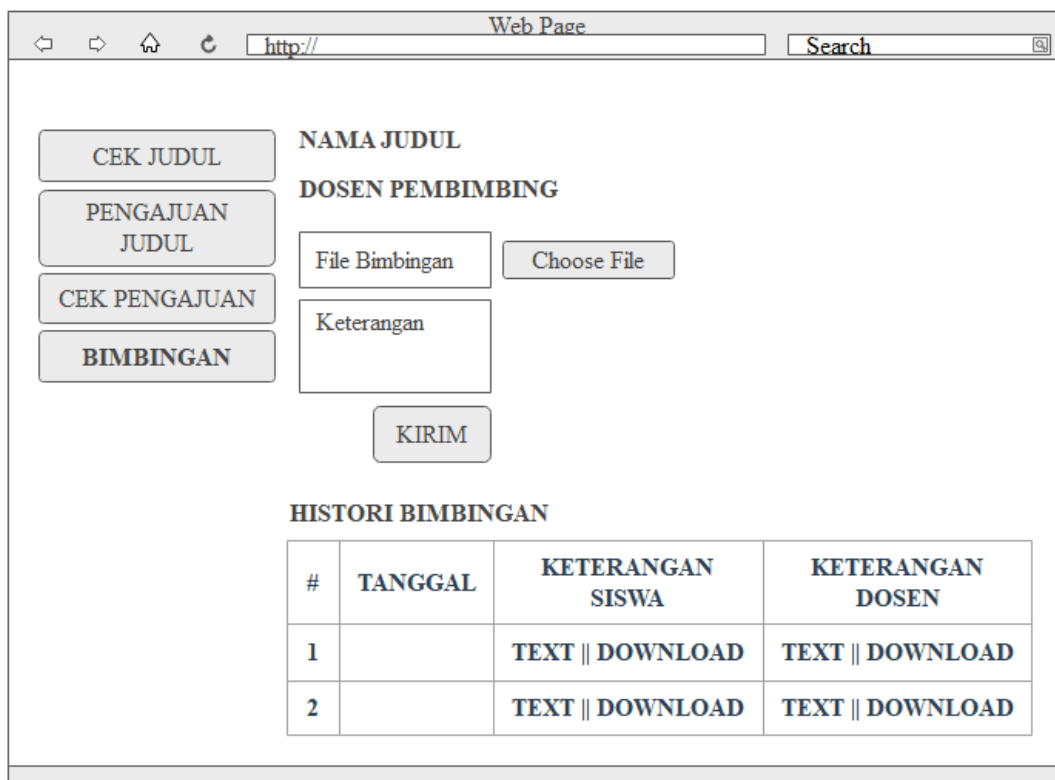 Web Page
http://
Search
CEK JUDUL
PENGAJUAN
JUDUL
CEK PENGAJUAN
BIMBINGAN
NAMA JUDUL
DOSEN PEMBIMBING
File Bimbingan
Choose File
Keterangan
KIRIM
HISTORI BIMBINGAN
# TANGGAL KETERANGAN SISWA KETERANGAN DOSEN
1 TEXT || DOWNLOAD TEXT || DOWNLOAD
2 TEXT || DOWNLOAD TEXT || DOWNLOAD